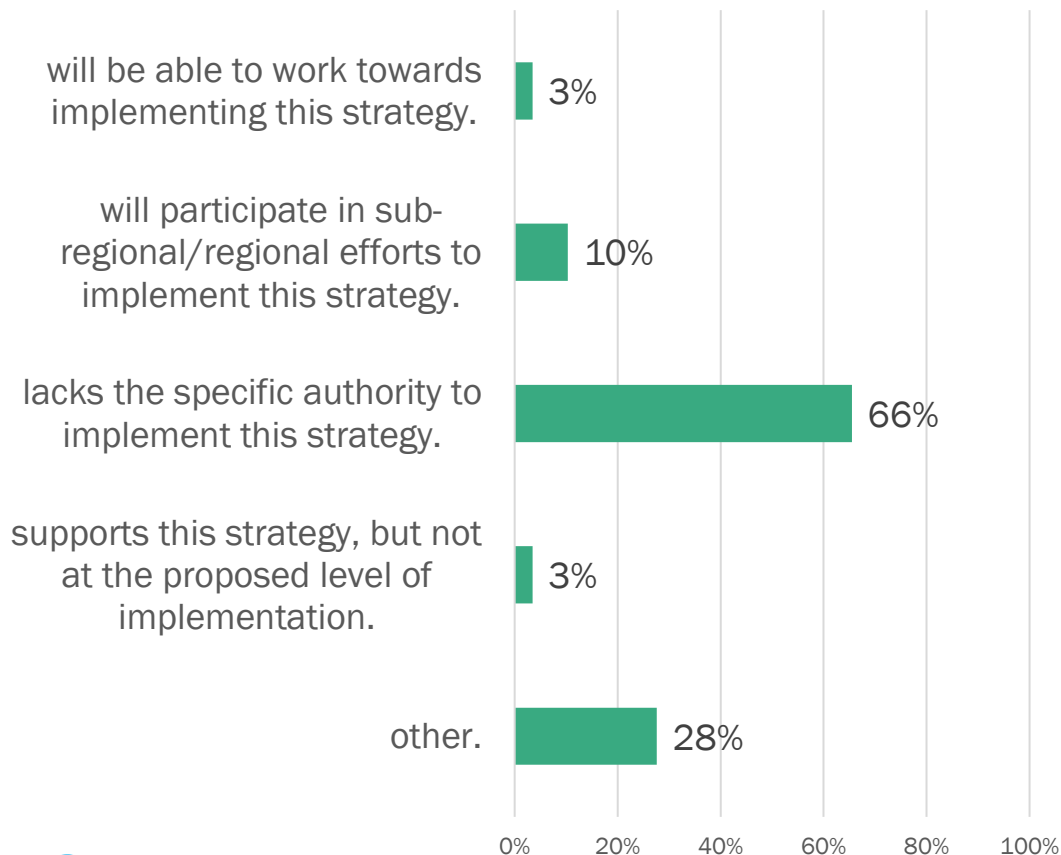 will be able to work towards
implementing this strategy.
3%
will participate in sub-
regional/regional efforts to
implement this strategy.
10%
lacks the specific authority to
implement this strategy.
66%
supports this strategy, but not
at the proposed level of
implementation.
3%
other.
28%
0% 20% 40% 60% 80% 100%